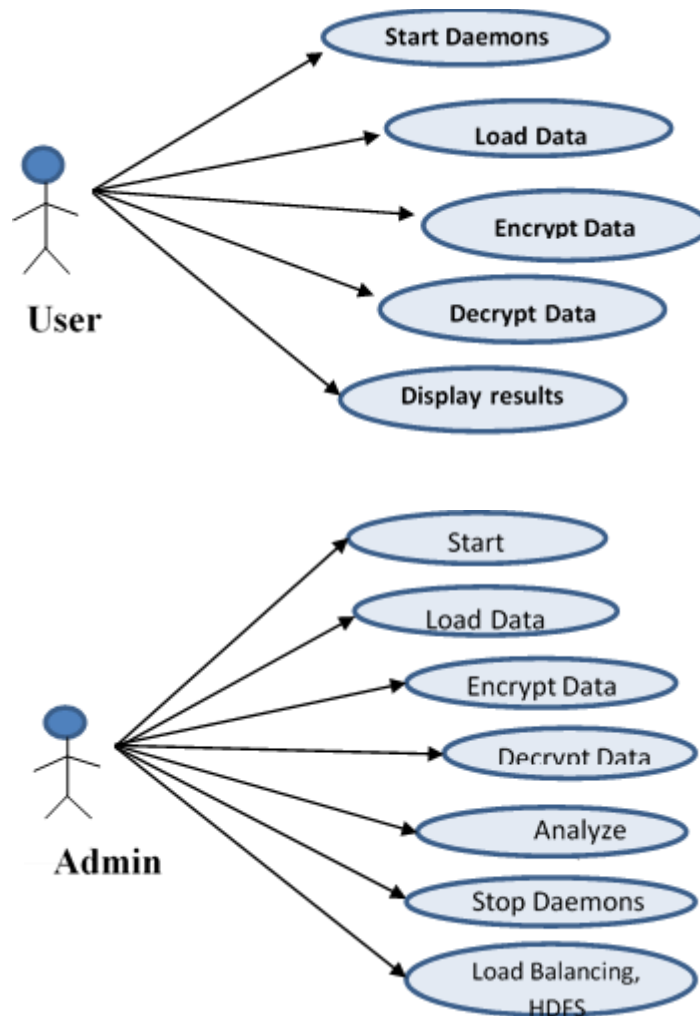 Start Daemons
Load Data
Encrypt Data
Decrypt Data
Display results
User
Start
Load Data
Encrypt Data
Decrypt Data
Analyze
Stop Daemons
Load Balancing,
HDFS
Admin